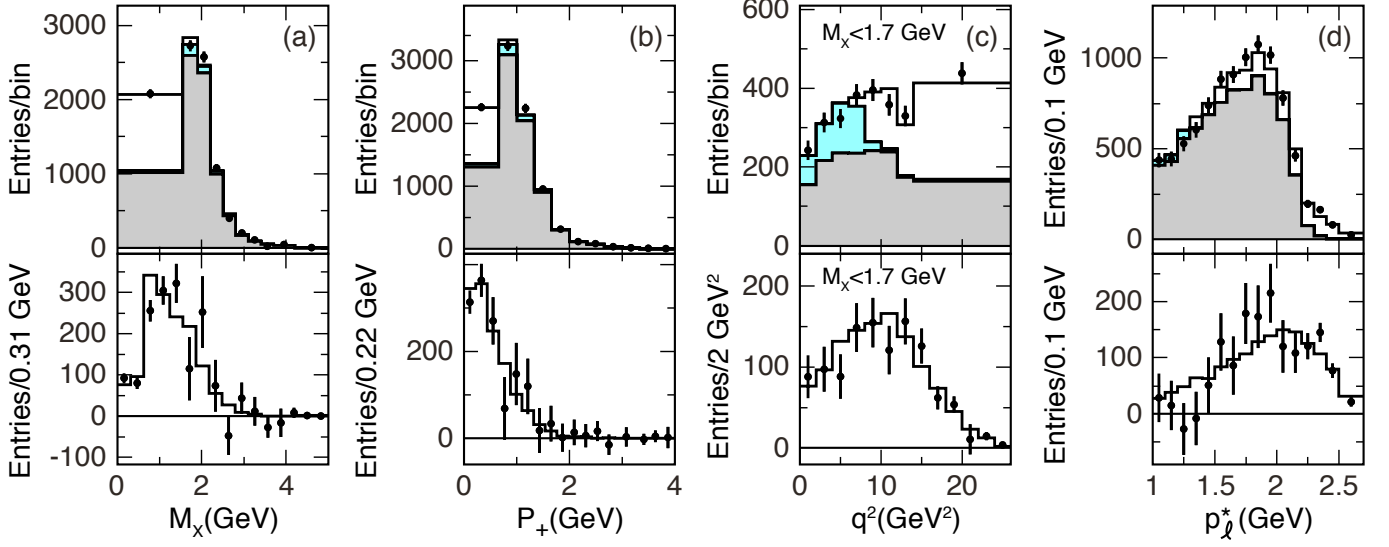 (a)
Entries/bin
3000
2000
1000
0
Entries/0.31 GeV
300
200
100
0
-100
0 2 4
M_X(GeV)
(b)
Entries/bin
3000
2000
1000
0
Entries/0.22 GeV
200
0
0 2 4
P_+(GeV)
M_X<1.7 GeV (c)
Entries/bin
600
400
200
0
M_X<1.7 GeV
Entries/2 GeV²
200
100
0
0 10 20
q²(GeV²)
(d)
Entries/0.1 GeV
1000
500
0
Entries/0.1 GeV
200
100
0
1 1.5 2 2.5
p*_ℓ(GeV)